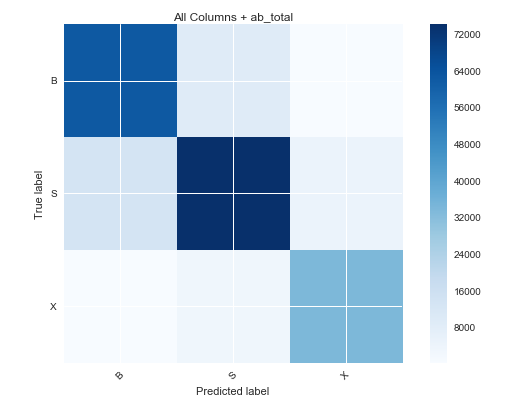 All Columns + ab_total
B
S
X
True label
B
S
X
Predicted label
72000
64000
56000
48000
40000
32000
24000
16000
8000